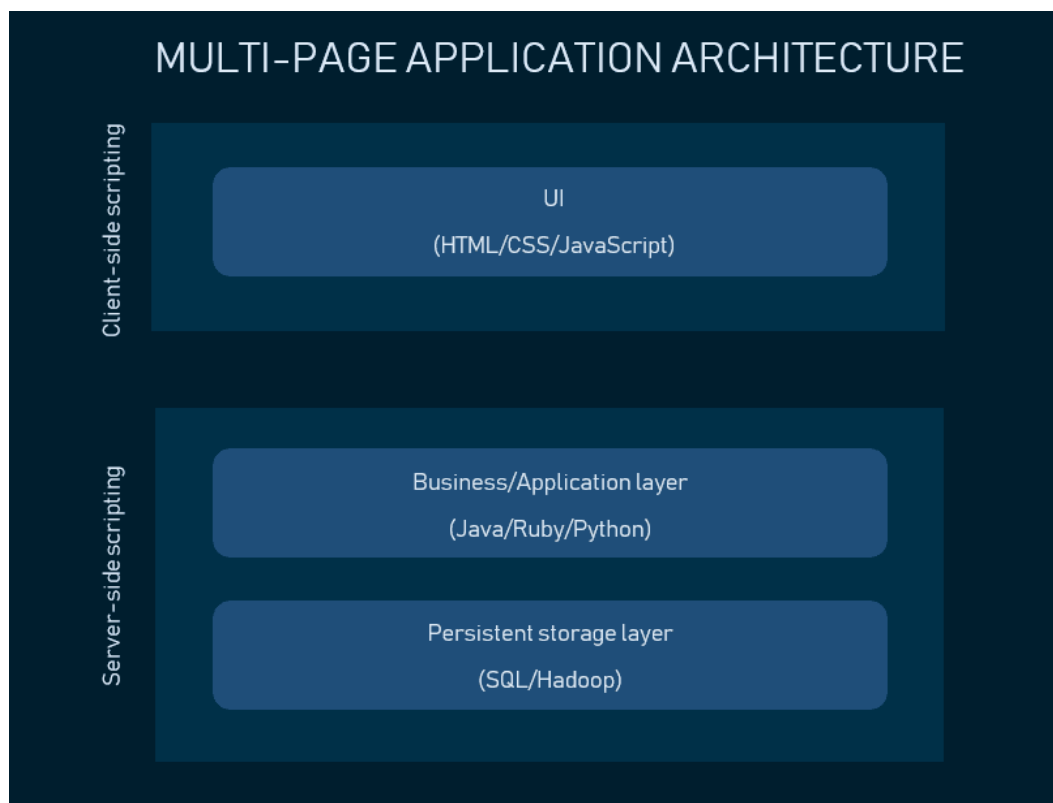 MULTI-PAGE APPLICATION ARCHITECTURE
Client-side scripting
UI
(HTML/CSS/JavaScript)
Server-side scripting
Business/Application layer
(Java/Ruby/Python)
Persistent storage layer
(SQL/Hadoop)